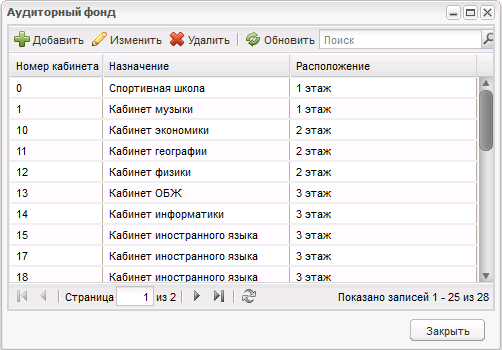 Аудиторный фонд
Добавить Изменить Удалить Обновить Поиск
Номер кабинета Назначение Расположение
0 Спортивная школа 1 этаж
1 Кабинет музыки 1 этаж
10 Кабинет экономики 2 этаж
11 Кабинет географии 2 этаж
12 Кабинет физики 2 этаж
13 Кабинет ОБЖ 3 этаж
14 Кабинет информатики 3 этаж
15 Кабинет иностранного языка 3 этаж
17 Кабинет иностранного языка 3 этаж
18 Кабинет иностранного языка 3 этаж
Страница 1 из 2 Показано записей 1 - 25 из 28
Закрыть